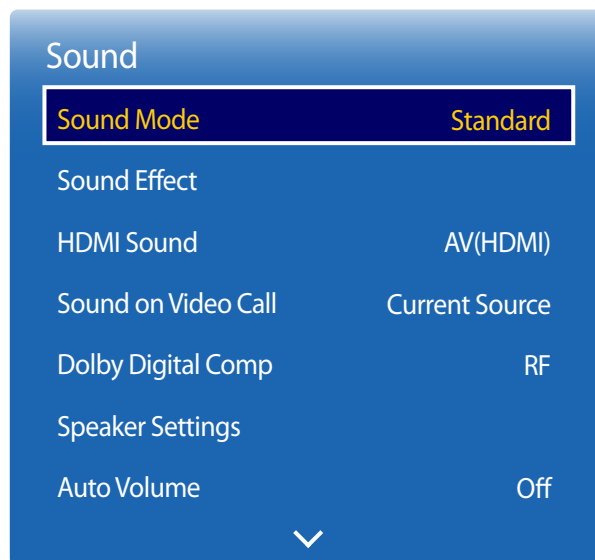 Sound
Sound Mode Standard
Sound Effect
HDMI Sound AV(HDMI)
Sound on Video Call Current Source
Dolby Digital Comp RF
Speaker Settings
Auto Volume Off